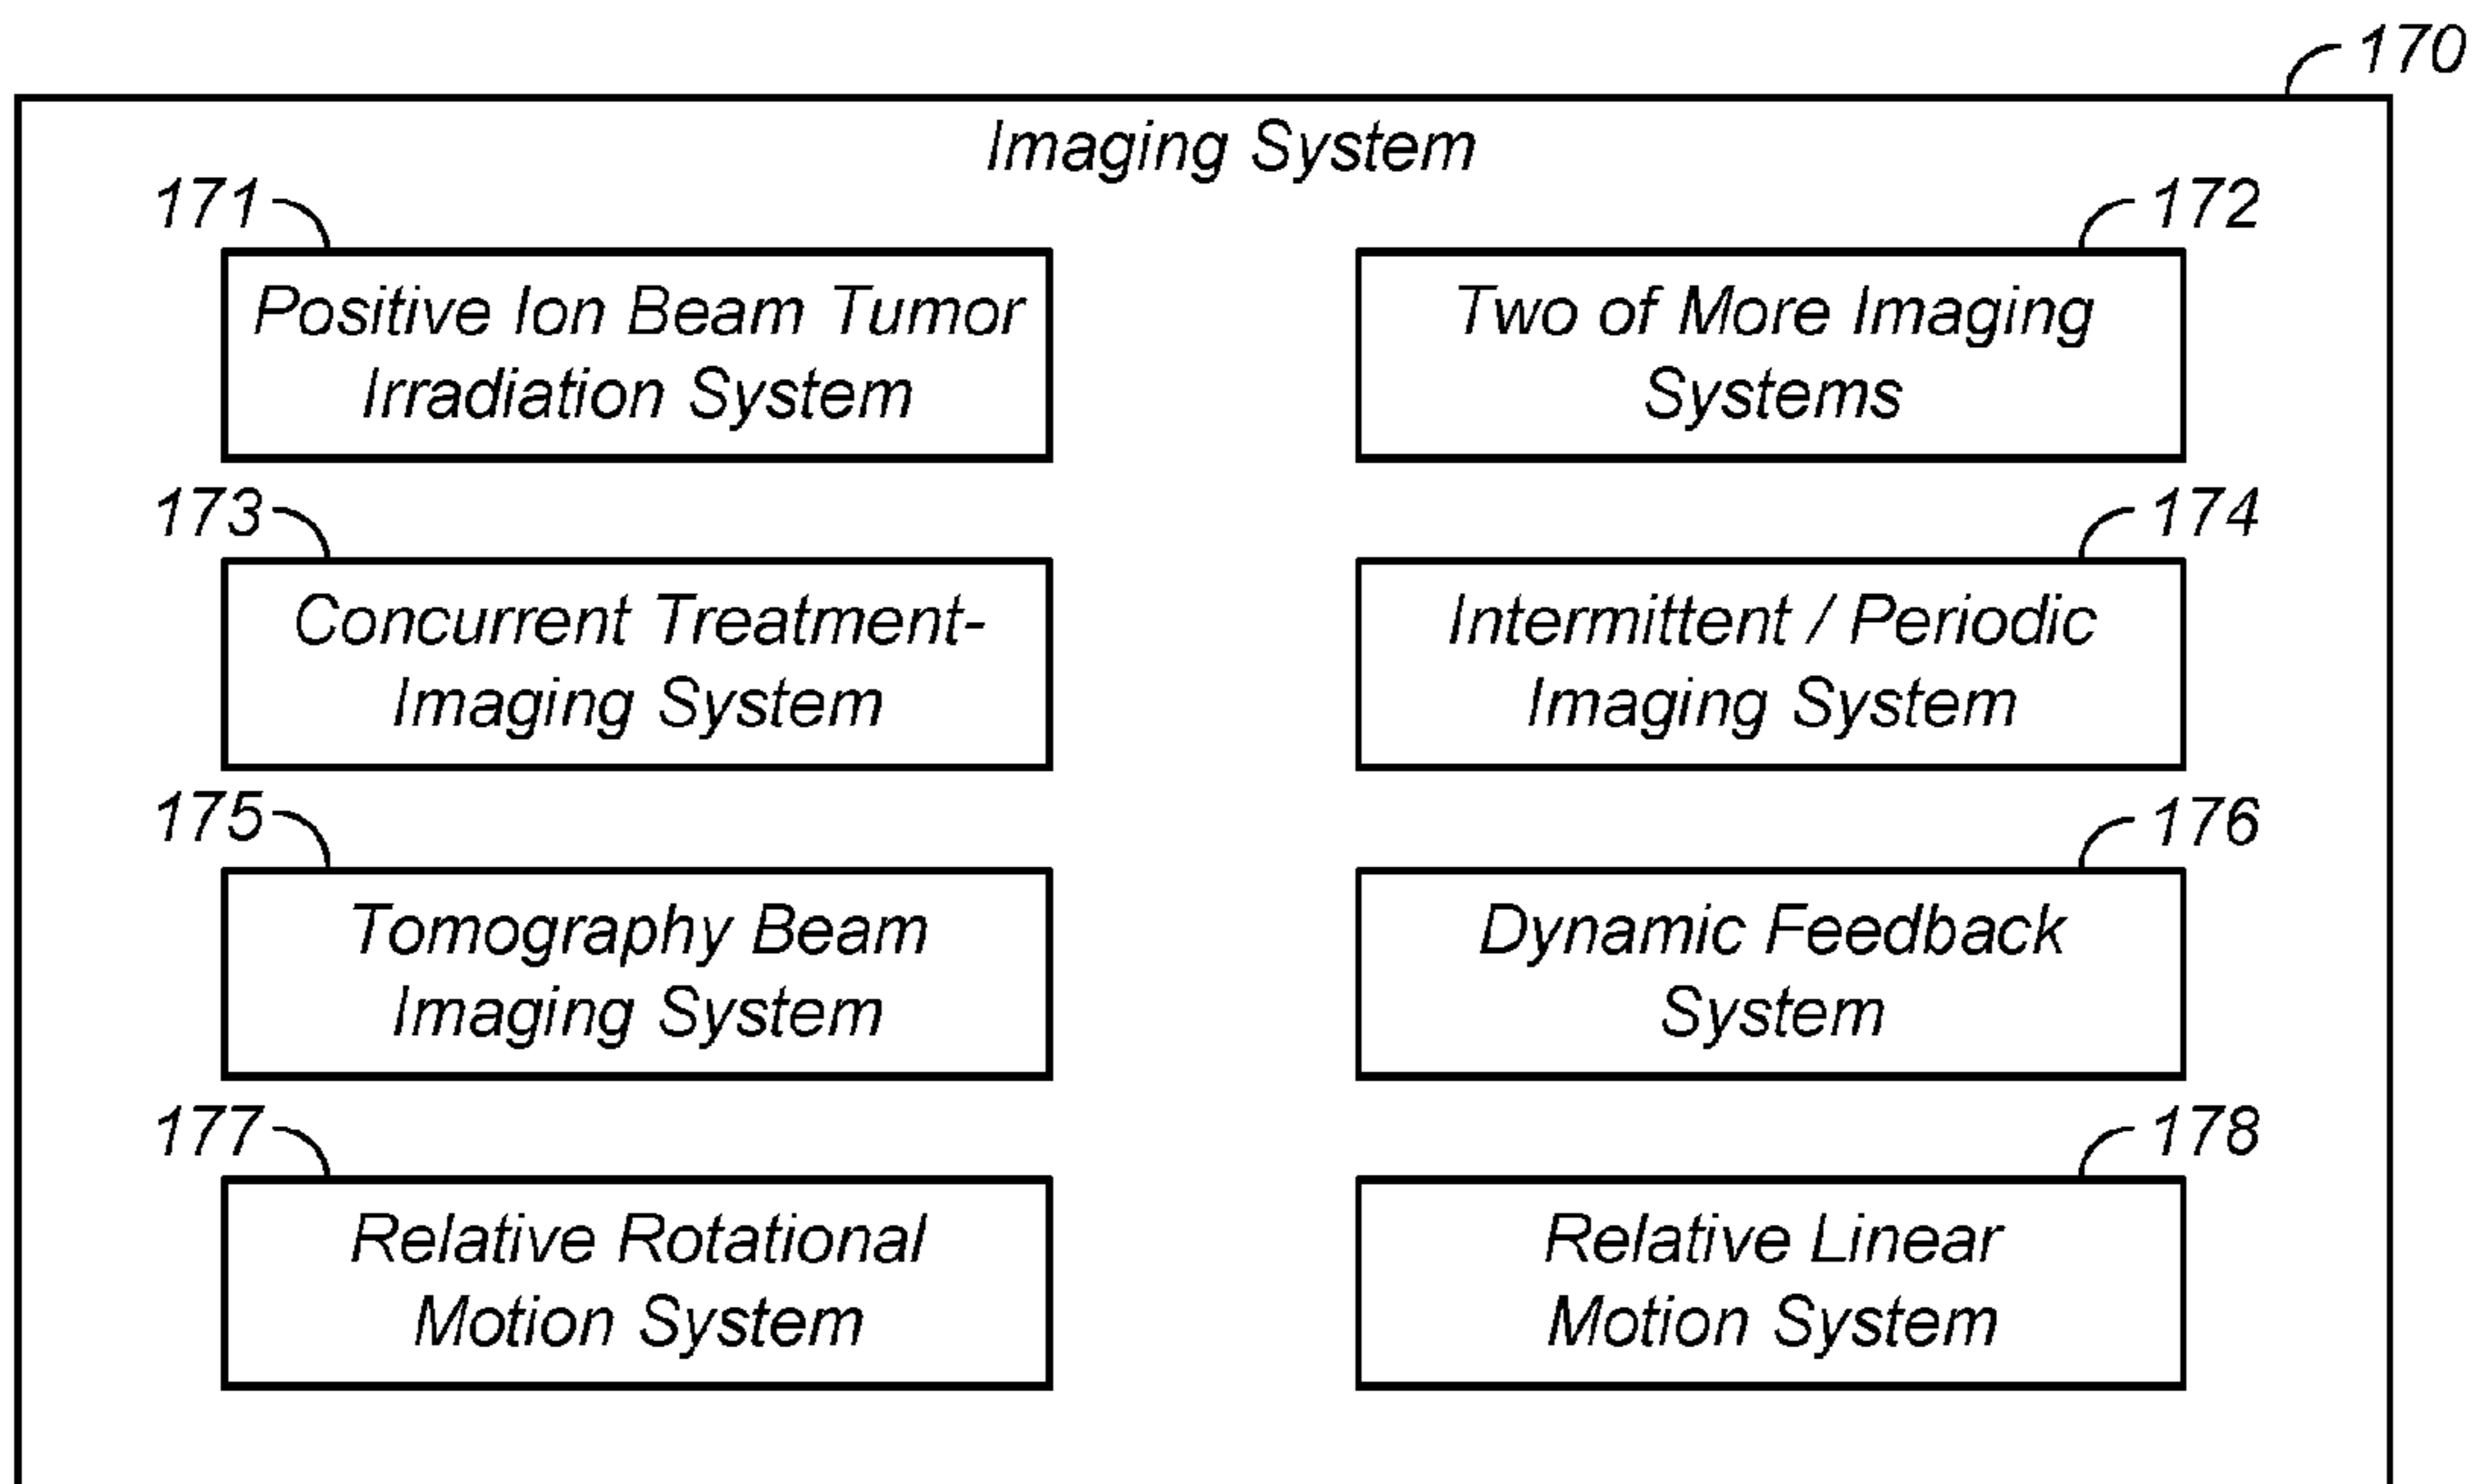 170
Imaging System
171
172
Positive Ion Beam Tumor
Irradiation System
Two of More Imaging
Systems
173
174
Concurrent Treatment-
Imaging System
Intermittent / Periodic
Imaging System
175
176
Tomography Beam
Imaging System
Dynamic Feedback
System
177
178
Relative Rotational
Motion System
Relative Linear
Motion System